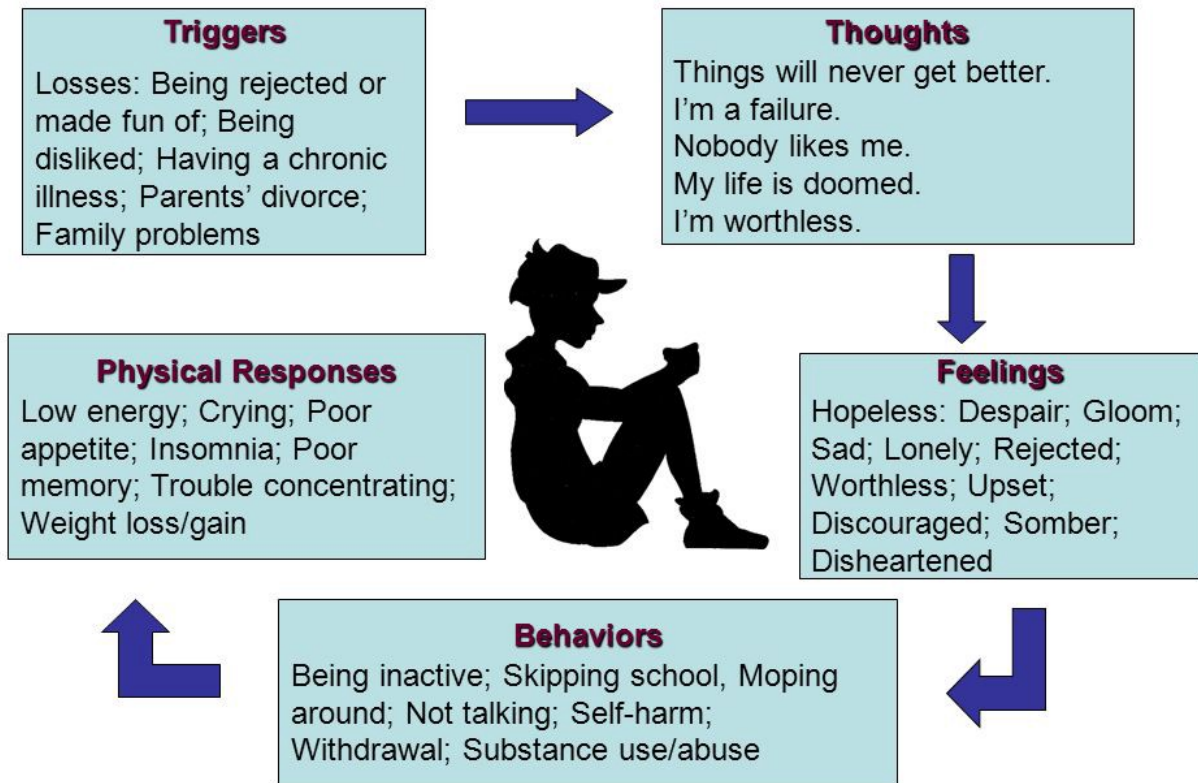 Triggers
Losses: Being rejected or
made fun of; Being
disliked; Having a chronic
illness; Parents’ divorce;
Family problems
Thoughts
Things will never get better.
I’m a failure.
Nobody likes me.
My life is doomed.
I’m worthless.
Feelings
Hopeless: Despair; Gloom;
Sad; Lonely; Rejected;
Worthless; Upset;
Discouraged; Somber;
Disheartened
Behaviors
Being inactive; Skipping school, Moping
around; Not talking; Self-harm;
Withdrawal; Substance use/abuse
Physical Responses
Low energy; Crying; Poor
appetite; Insomnia; Poor
memory; Trouble concentrating;
Weight loss/gain